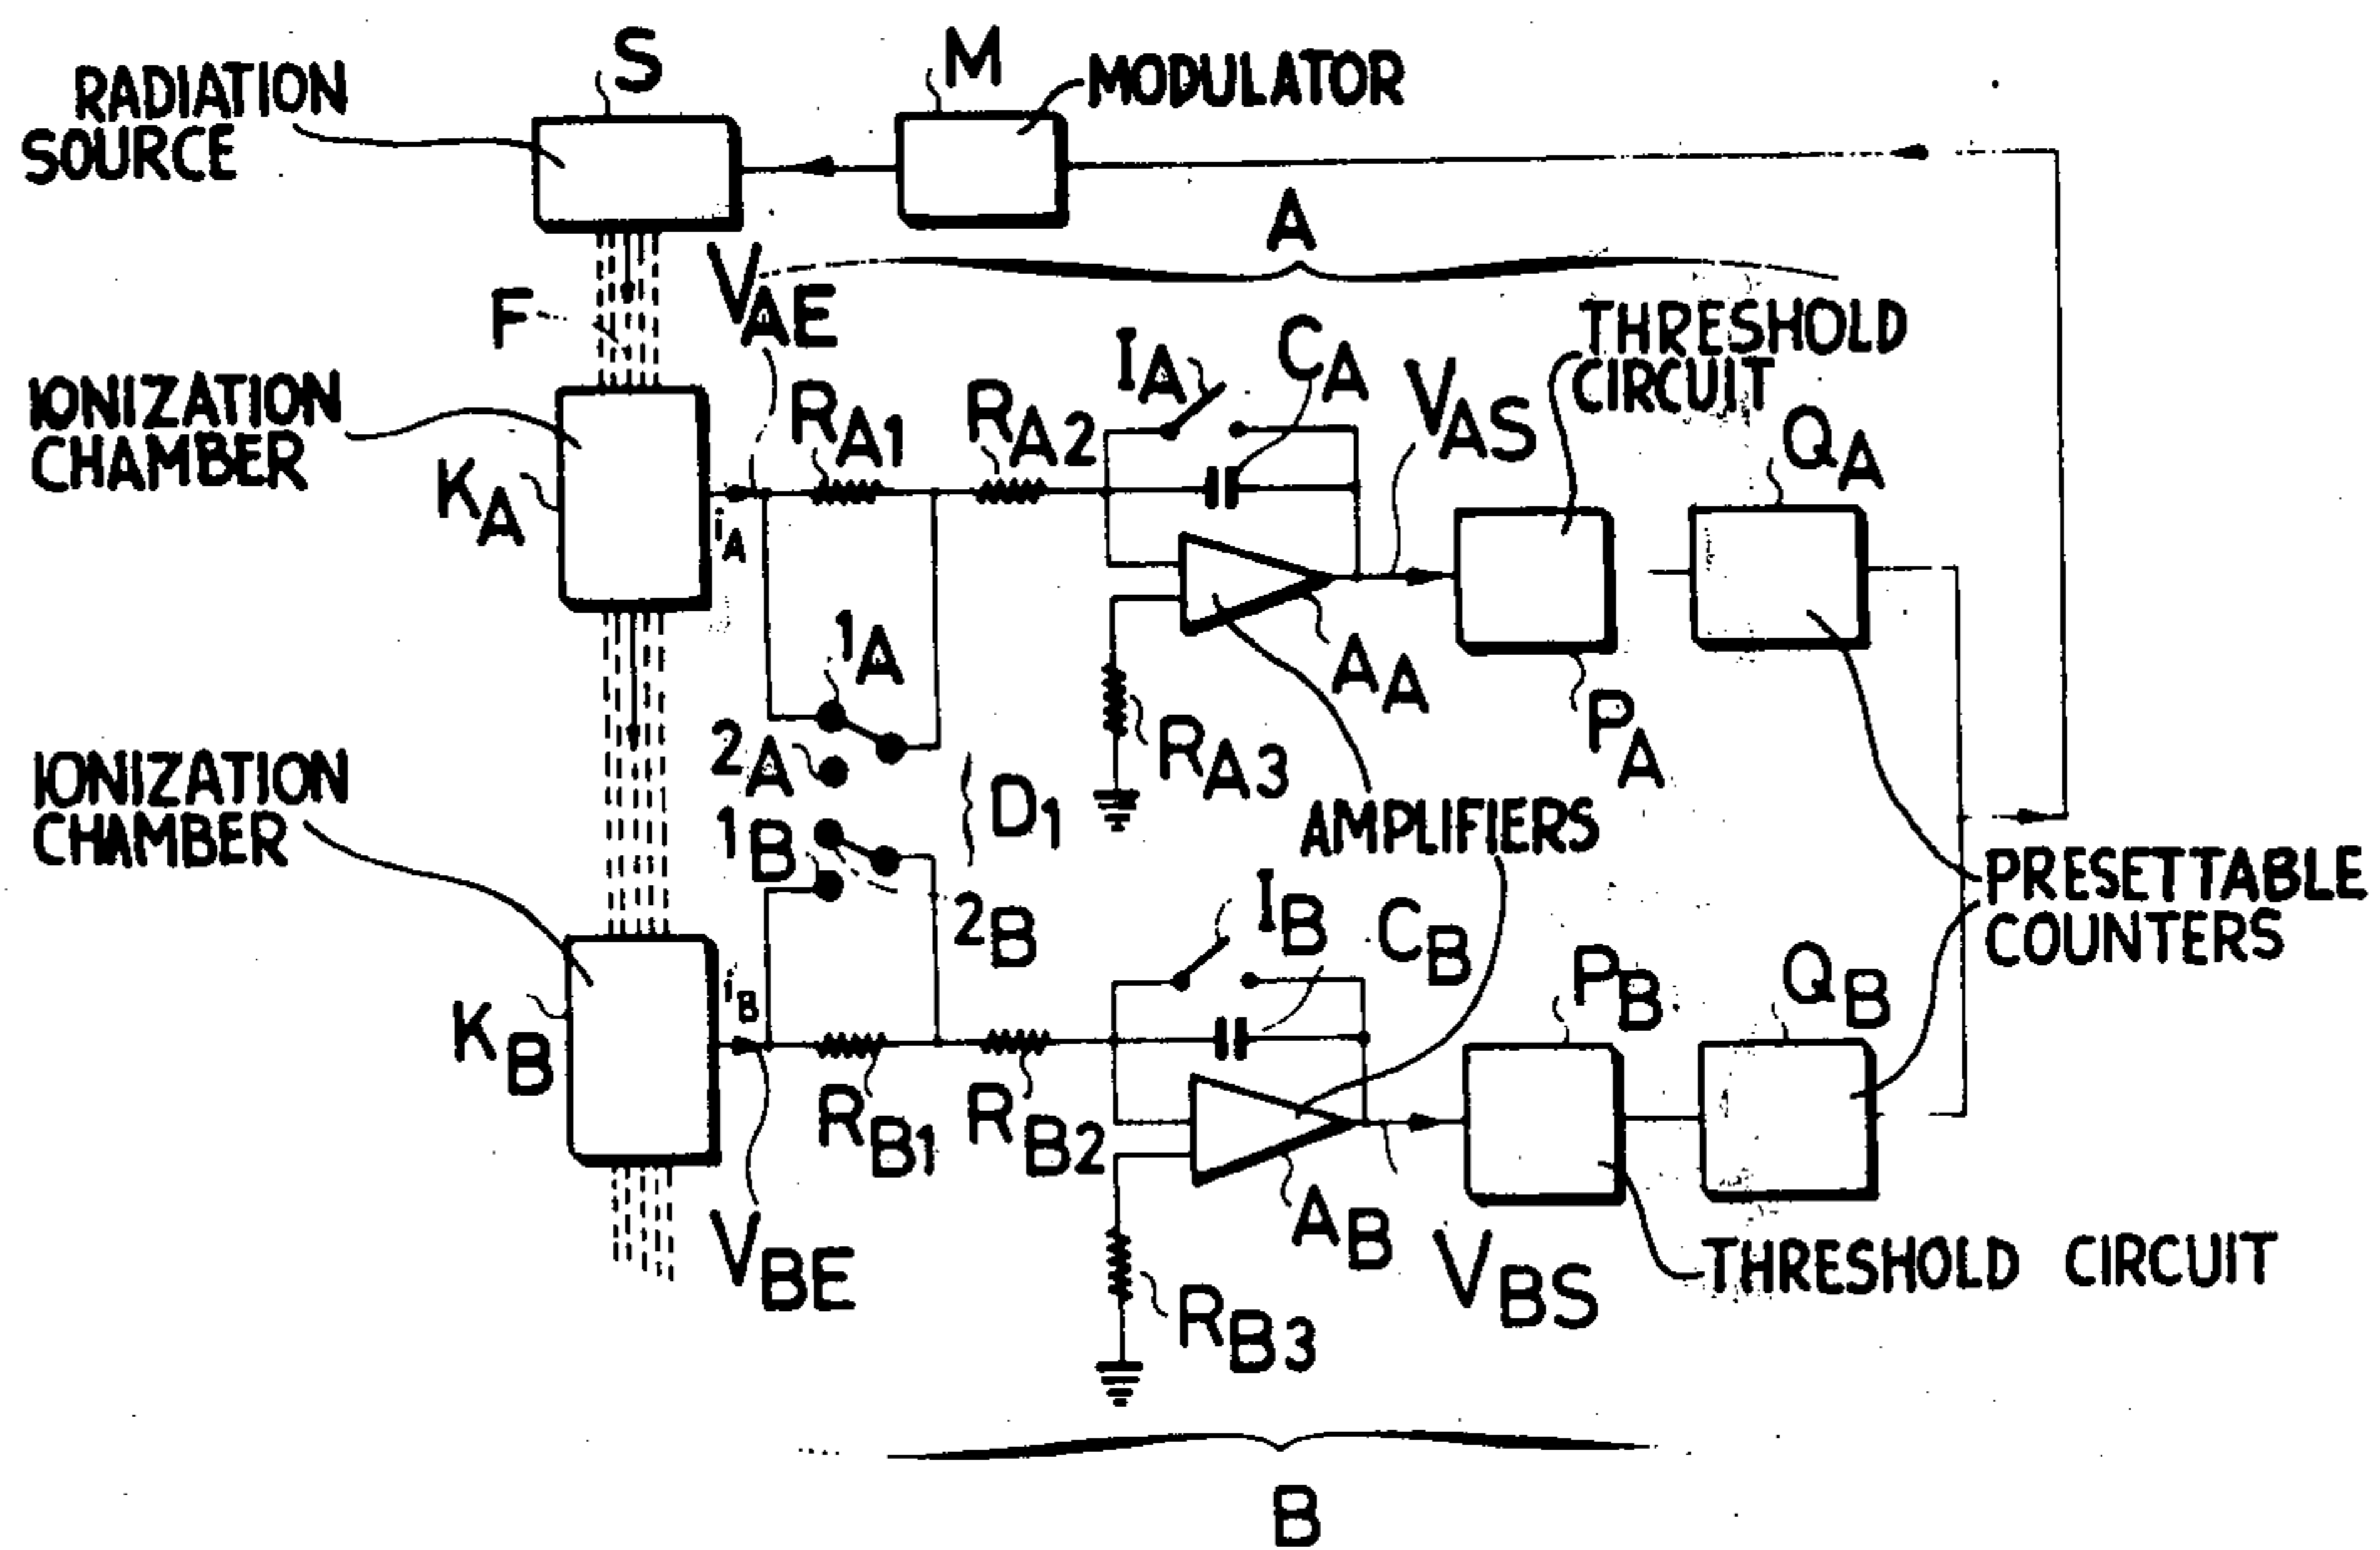 RADIATION
SOURCE
S
M
MODULATOR
A
F
VAE
THRESHOLD
CIRCUIT
IONIZATION
CHAMBER
KA
iA
RA1
RA2
IA
CA
VAS
QA
1A
2A
1B
2B
D1
AA
RA3
PA
AMPLIFIERS
IONIZATION
CHAMBER
KB
iB
IB
CB
PB
QB
PRESETTABLE
COUNTERS
RB1
RB2
VBE
AB
VBS
RB3
THRESHOLD CIRCUIT
B